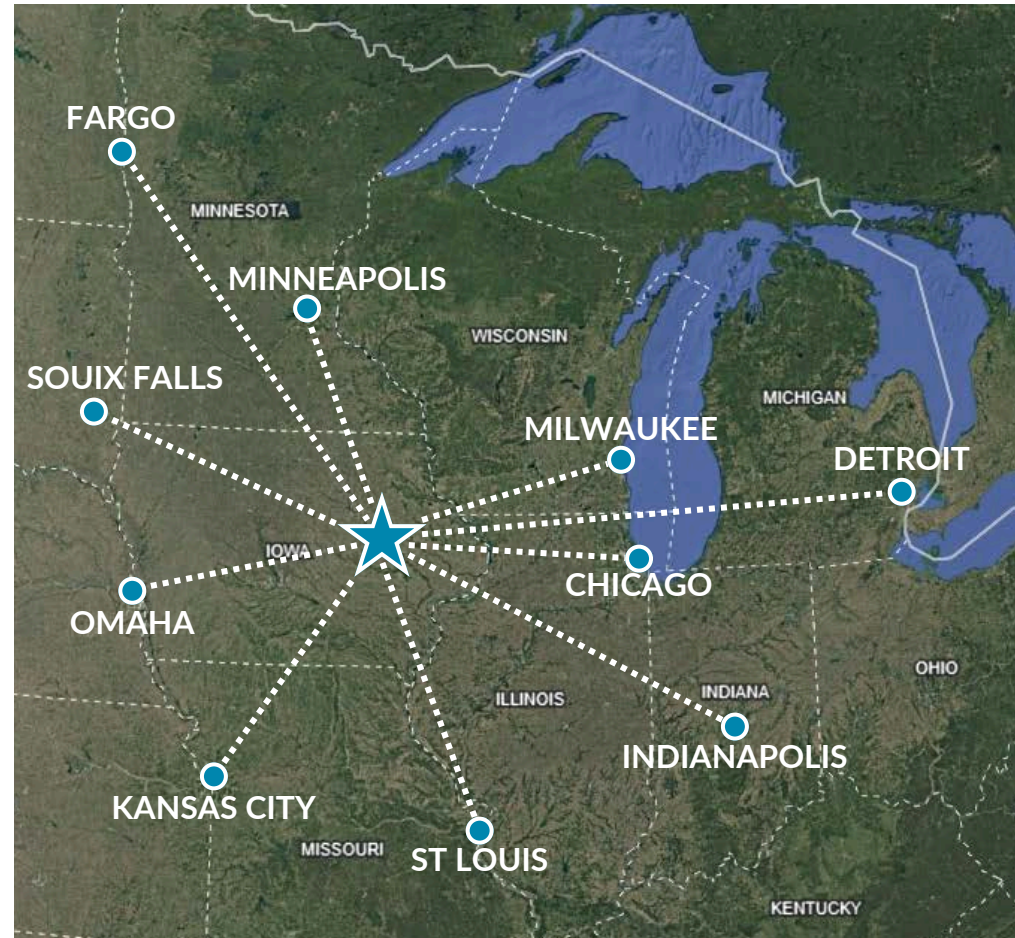 FARGO
MINNESOTA
MINNEAPOLIS
WISCONSIN
SOUIX FALLS
MICHIGAN
MILWAUKEE
DETROIT
IOWA
CHICAGO
OMAHA
OHIO
ILLINOIS
INDIANA
INDIANAPOLIS
KANSAS CITY
MISSOURI
ST LOUIS
KENTUCKY